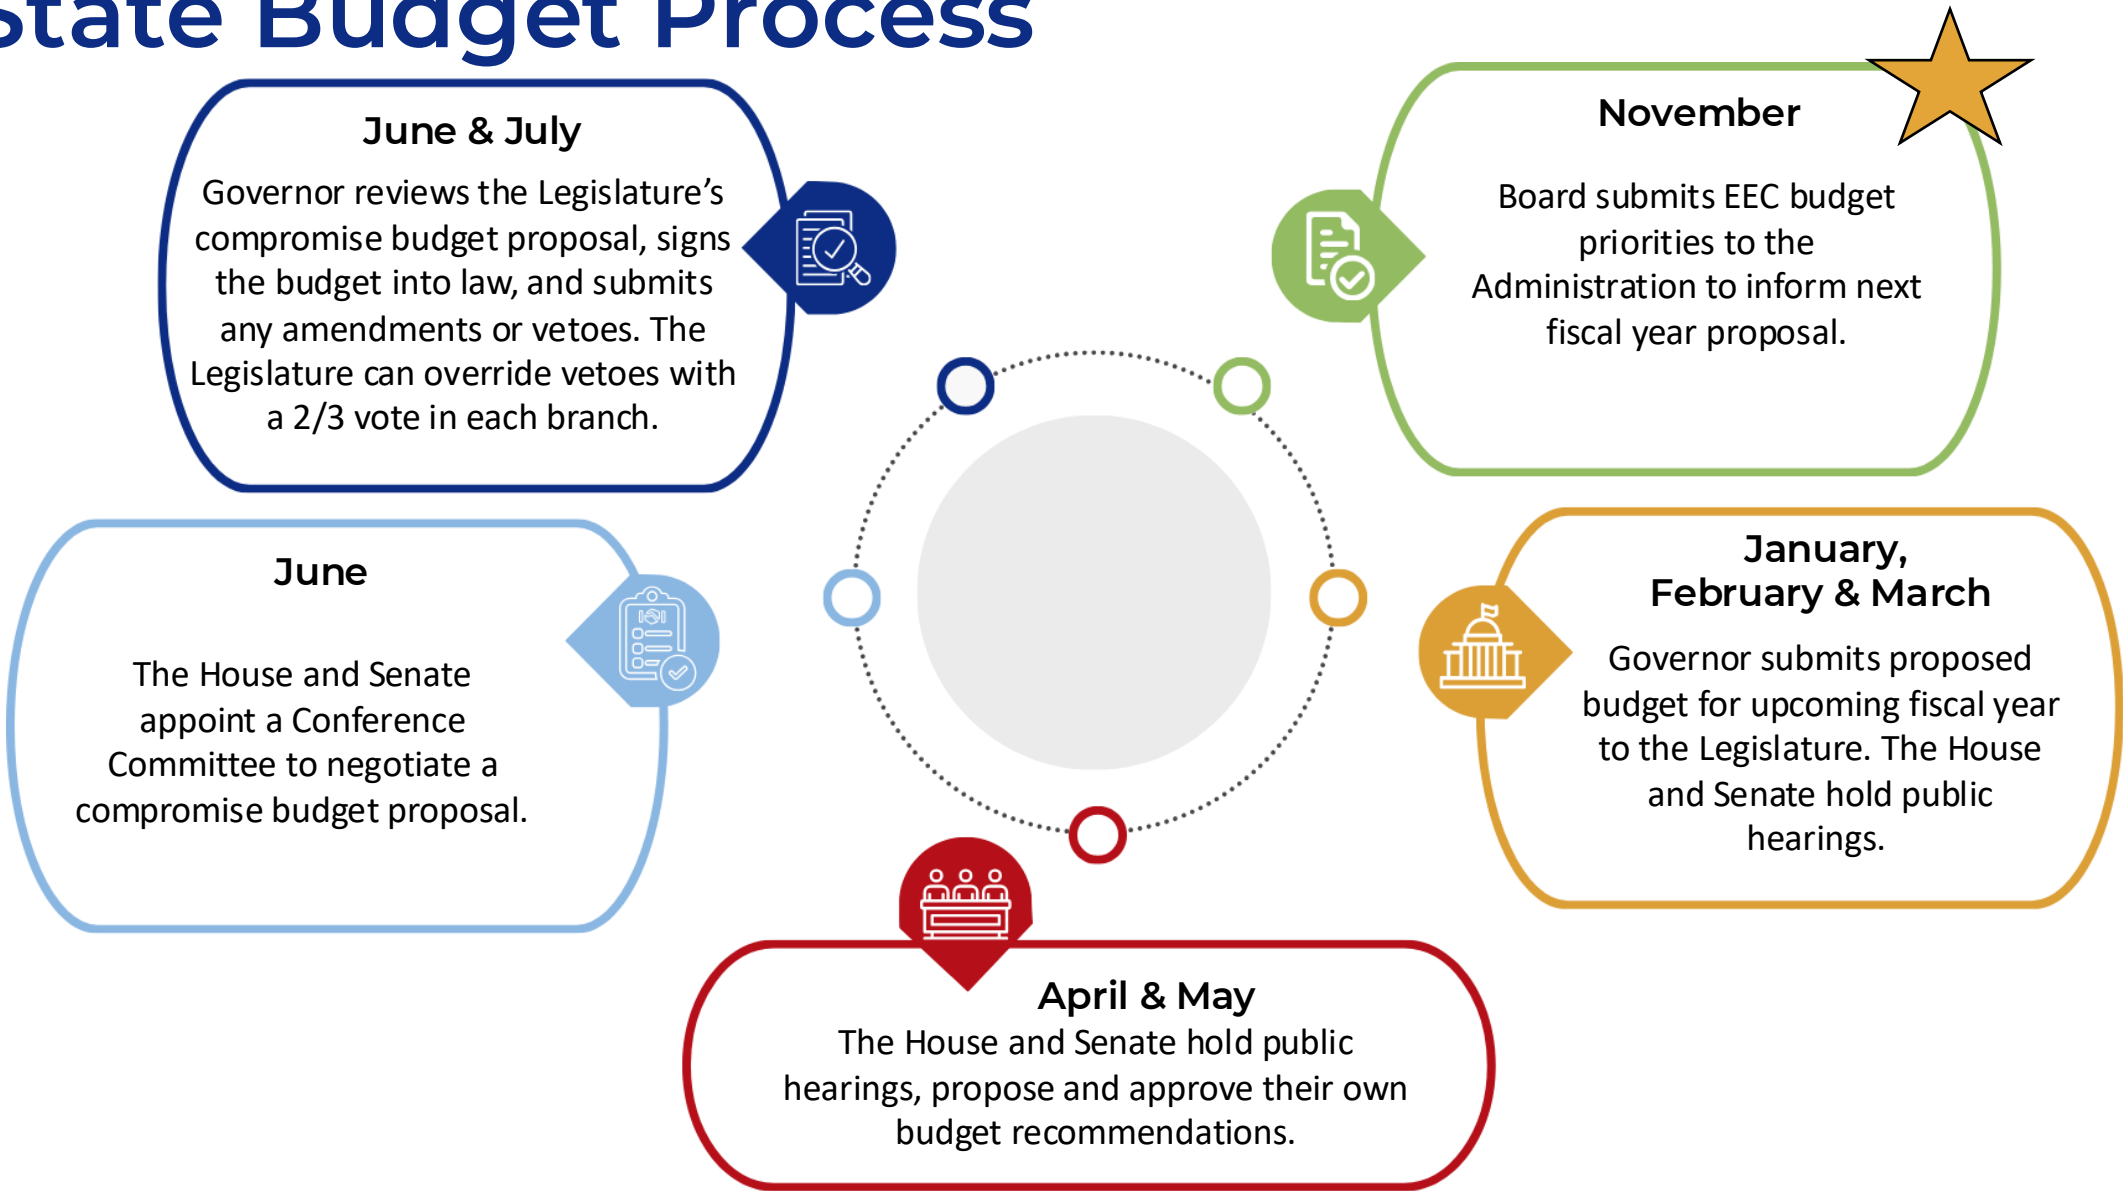 State Budget Process
June & July
Governor reviews the Legislature’s
compromise budget proposal, signs
the budget into law, and submits
any amendments or vetoes. The
Legislature can override vetoes with
a 2/3 vote in each branch.
November
Board submits EEC budget
priorities to the
Administration to inform next
fiscal year proposal.
June
The House and Senate
appoint a Conference
Committee to negotiate a
compromise budget proposal.
January,
February & March
Governor submits proposed
budget for upcoming fiscal year
to the Legislature. The House
and Senate hold public
hearings.
April & May
The House and Senate hold public
hearings, propose and approve their own
budget recommendations.